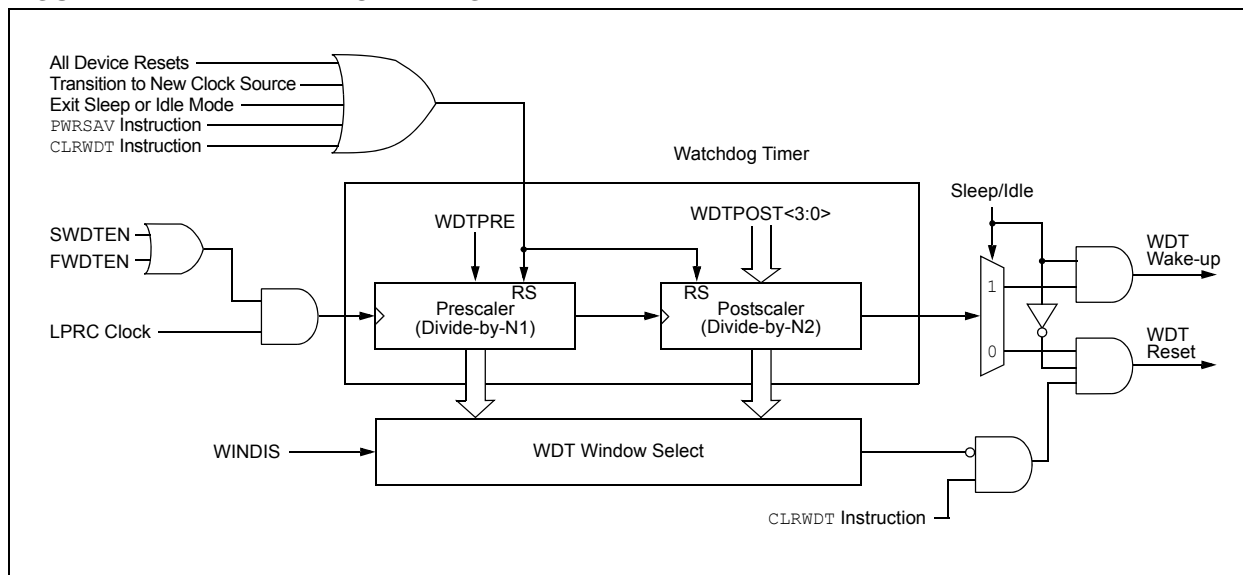 All Device Resets
Transition to New Clock Source
Exit Sleep or Idle Mode
PWRSAV Instruction
CLRWDT Instruction
Watchdog Timer
Sleep/Idle
WDTPRE
WDTPOST<3:0>
SWDTEN
FWDTEN
WDT
Wake-up
RS
RS
1
Prescaler
(Divide-by-N1)
Postscaler
(Divide-by-N2)
LPRC Clock
0
WDT
Reset
WINDIS
WDT Window Select
CLRWDT Instruction